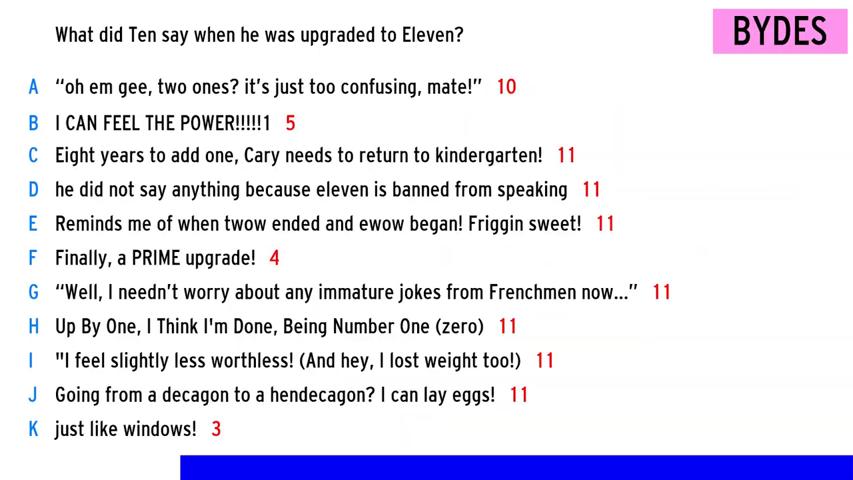 What did Ten say when he was upgraded to Eleven?
BYDES
A “oh em gee, two ones? it’s just too confusing, mate!” 10
B I CAN FEEL THE POWER!!!!!1 5
C Eight years to add one, Cary needs to return to kindergarten! 11
D he did not say anything because eleven is banned from speaking 11
E Reminds me of when twow ended and ewow began! Friggin sweet! 11
F Finally, a PRIME upgrade! 4
G “Well, I needn’t worry about any immature jokes from Frenchmen now...” 11
H Up By One, I Think I'm Done, Being Number One (zero) 11
I "I feel slightly less worthless! (And hey, I lost weight too!) 11
J Going from a decagon to a hendecagon? I can lay eggs! 11
K just like windows! 3